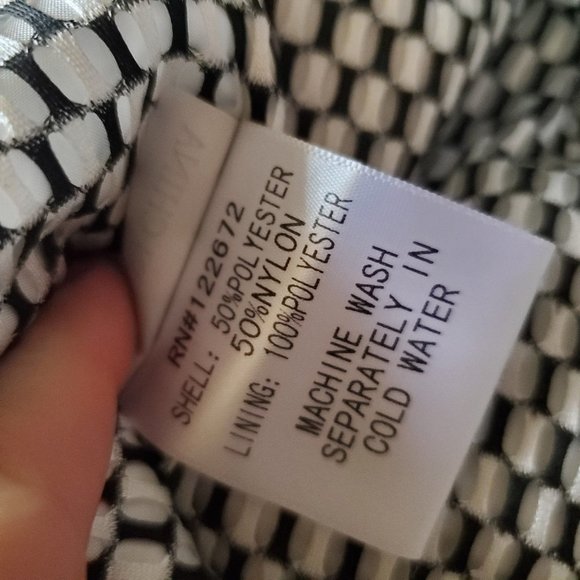 RN#122672
SHELL: 50%POLYESTER
50%NYLON
LINING: 100%POLYESTER
MACHINE WASH
SEPARATELY IN
COLD WATER